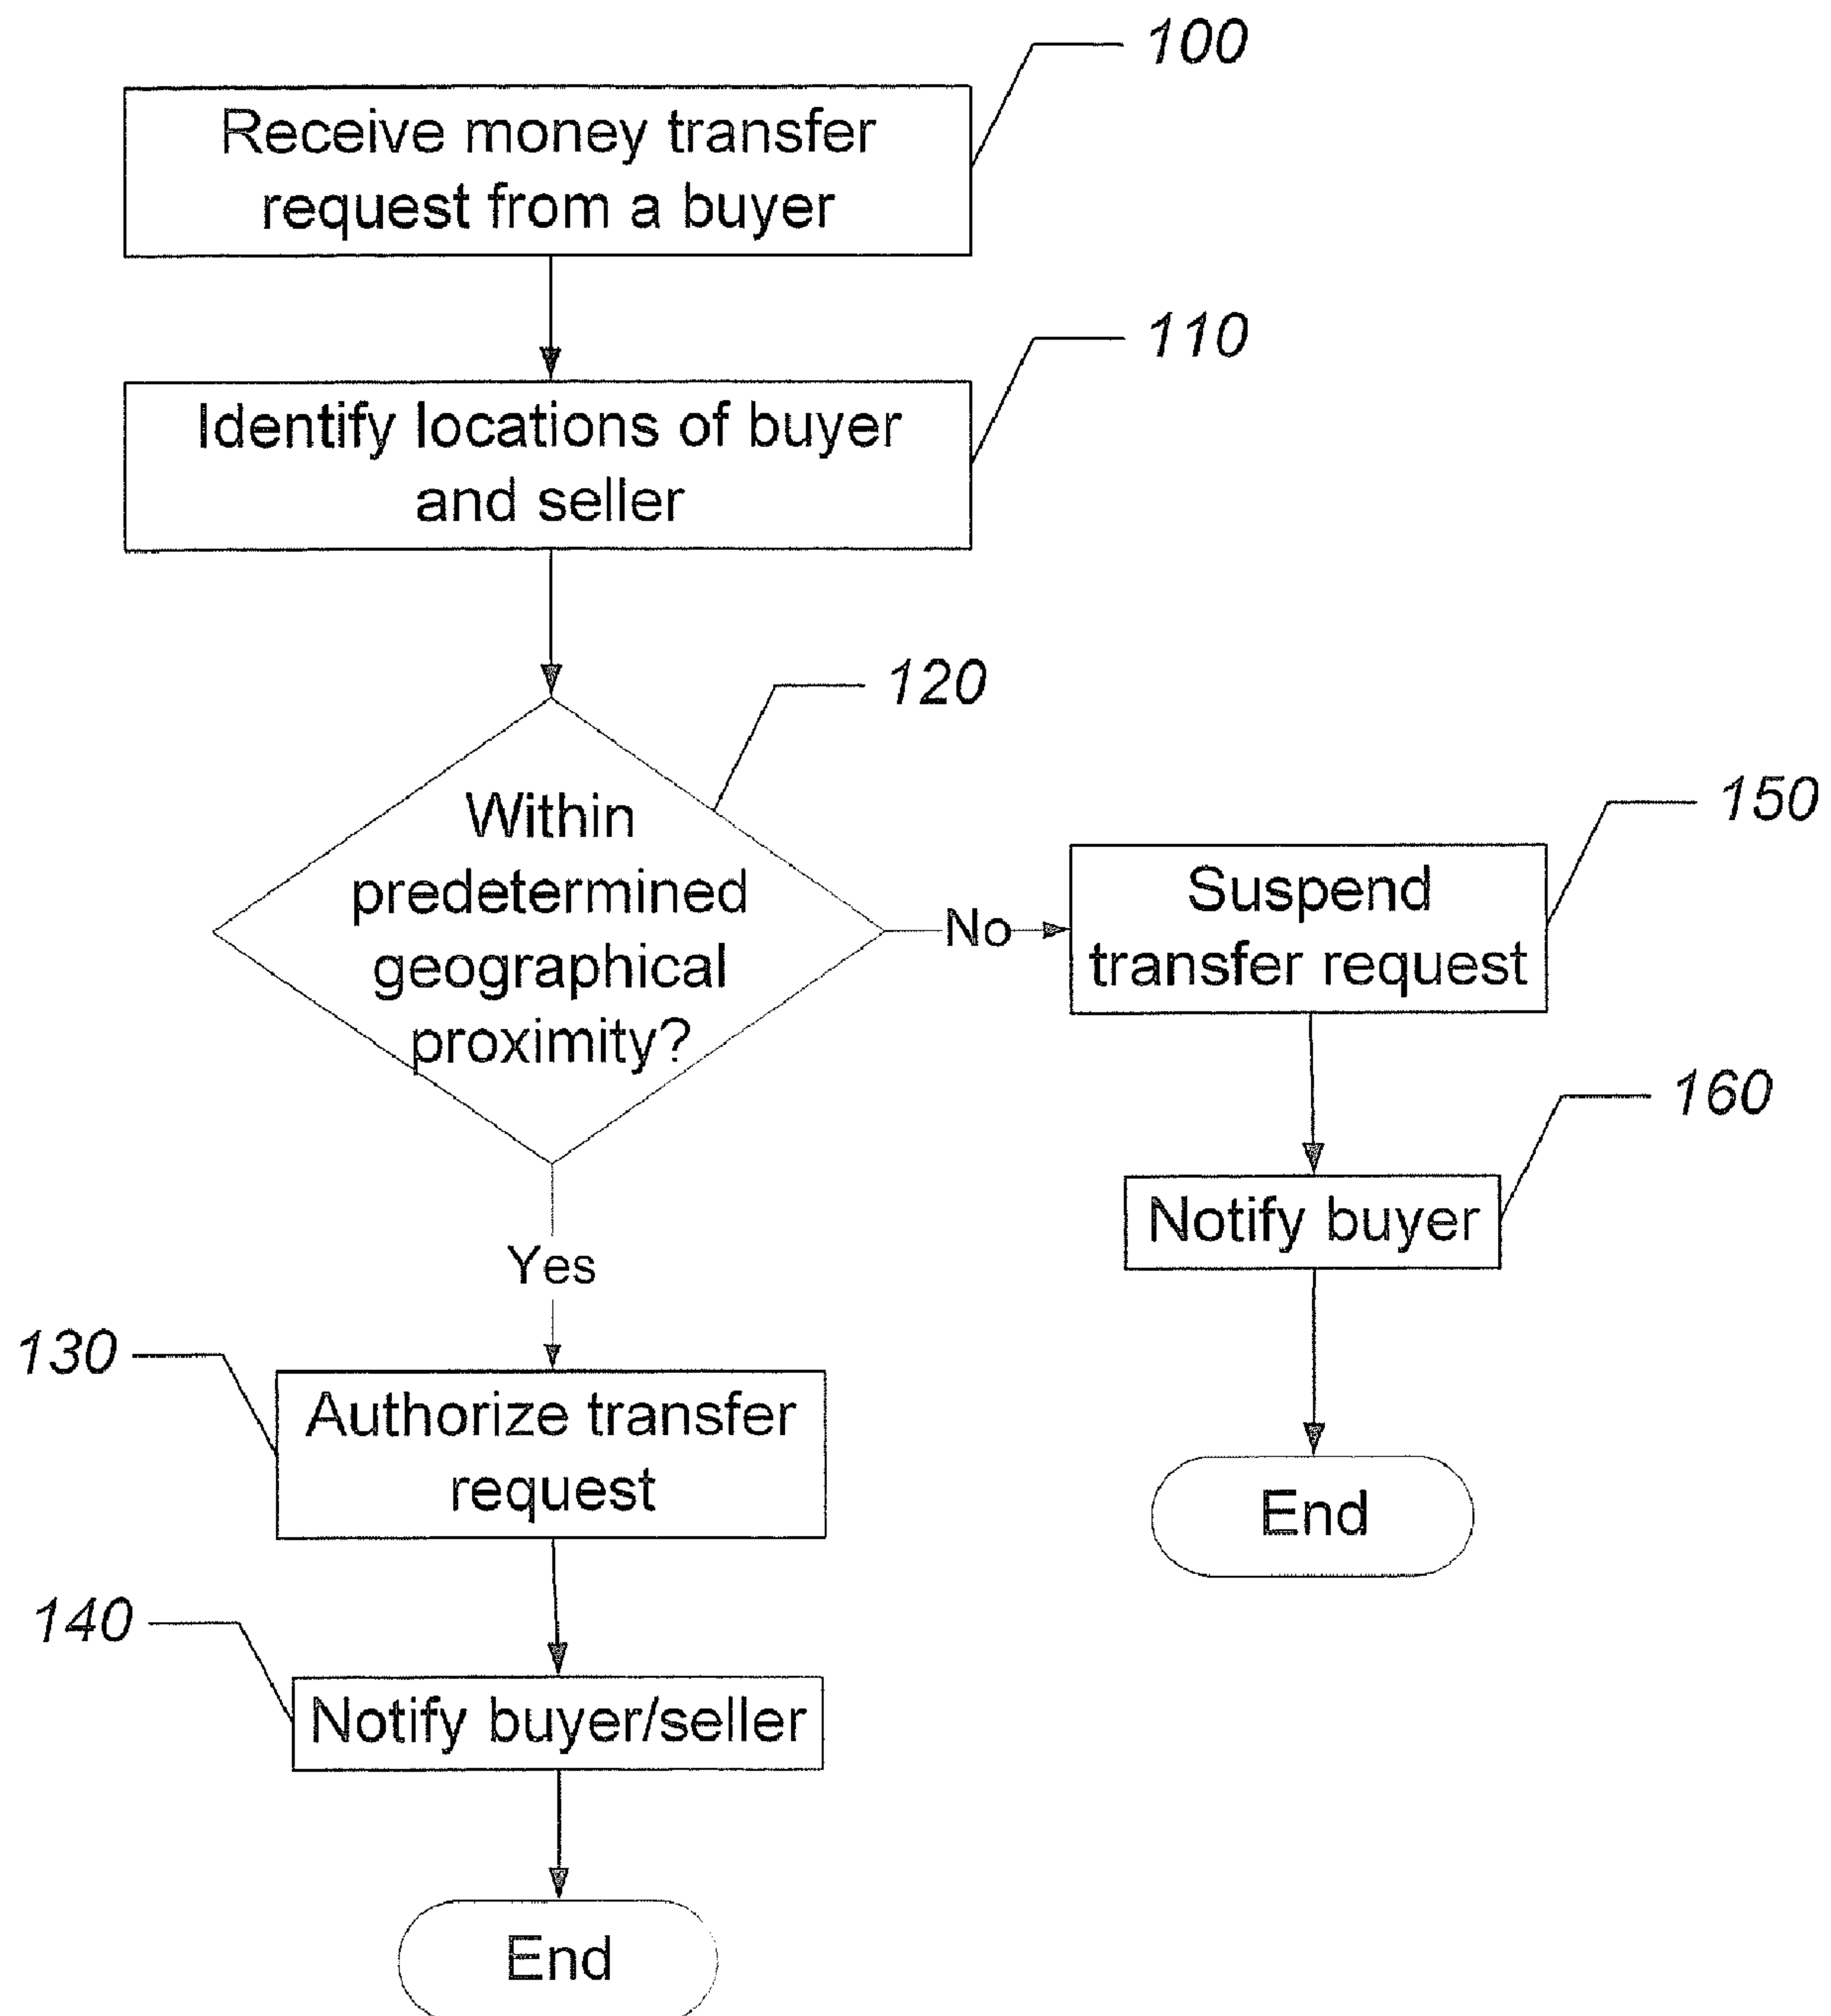 100
Receive money transfer
request from a buyer
110
Identify locations of buyer
and seller
120
Within
predetermined
geographical
proximity?
No
150
Suspend
transfer request
160
Notify buyer
End
Yes
130
Authorize transfer
request
140
Notify buyer/seller
End